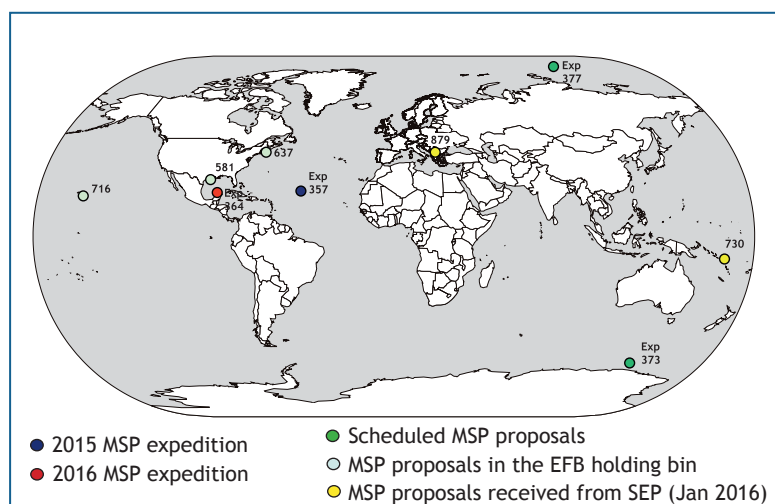 Exp
377
879
637
581
Exp
357
716
Exp
364
730
Exp
373
2015 MSP expedition
2016 MSP expedition
Scheduled MSP proposals
MSP proposals in the EFB holding bin
MSP proposals received from SEP (Jan 2016)